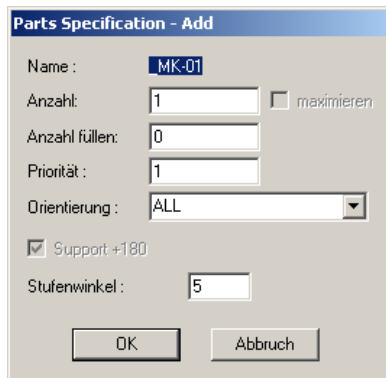 Parts Specification - Add
Name : _MK-01
Anzahl: 1 maximieren
Anzahl füllen: 0
Priorität : 1
Orientierung : ALL
Support +180
Stufenwinkel : 5
OK Abbruch